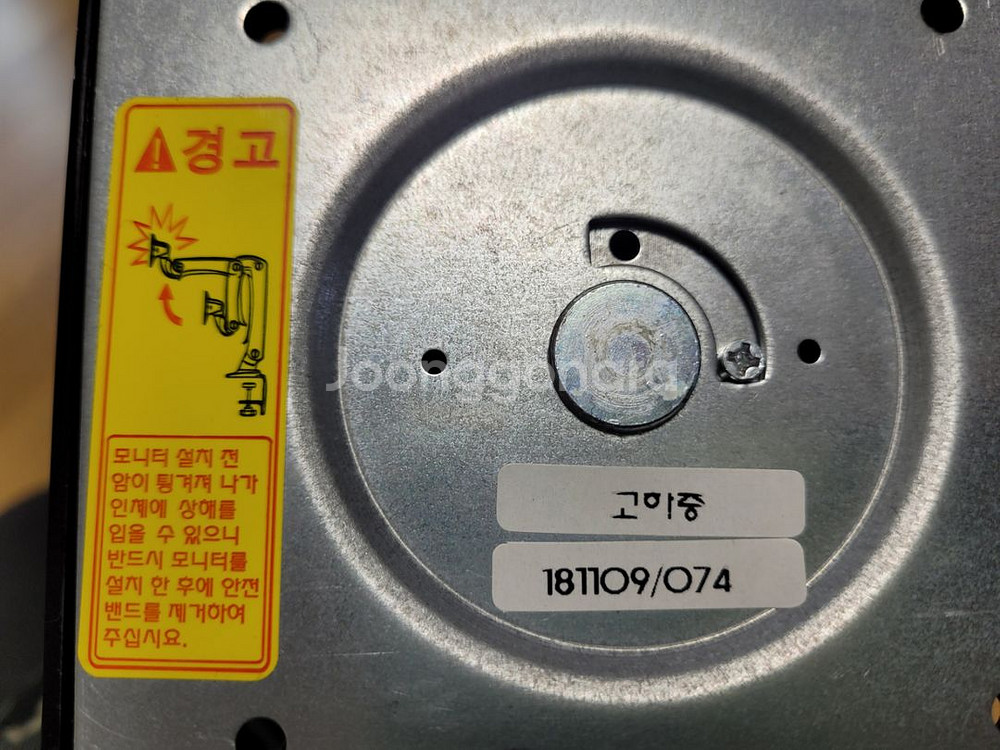 경고
모니터 설치 전
암이 튕겨져 나가
인체에 상해를
입을 수 있으니
반드시 모니터를
설치 한 후에 안전
밴드를 제거하여
주십시요.
Joonggonara
고하중
181109/074